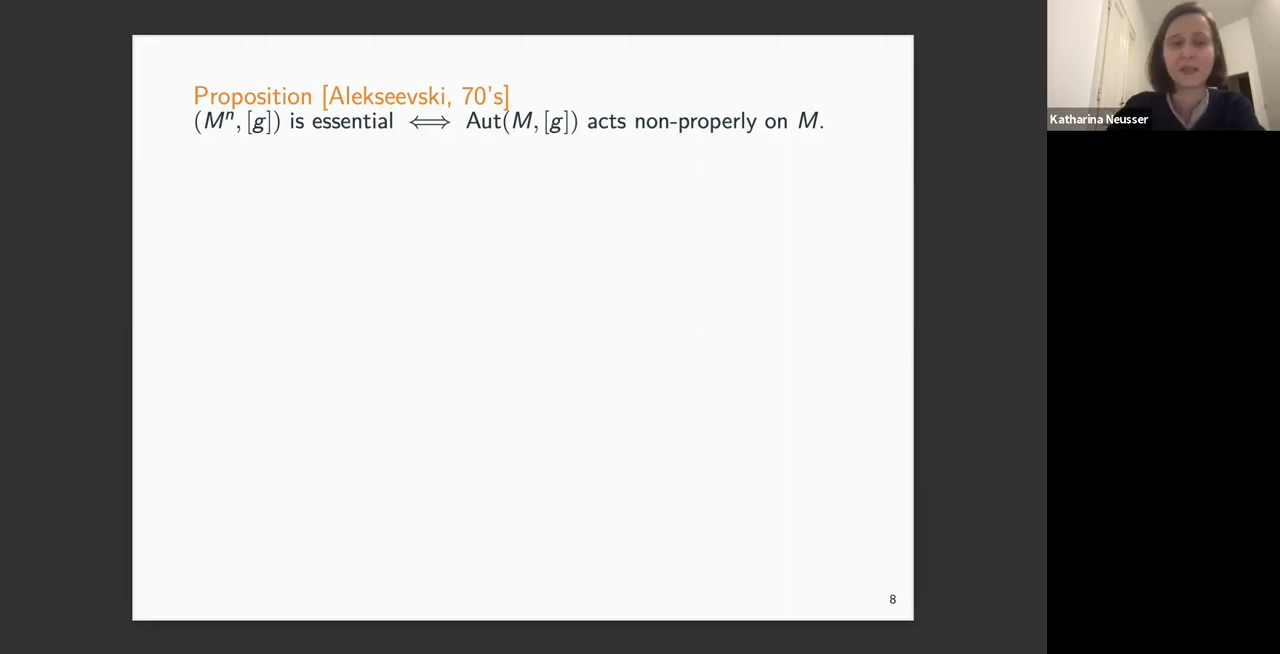 Proposition [Alekseevski, 70's]
(Mⁿ, [g]) is essential ⟺ Aut(M, [g]) acts non-properly on M.
8
Katharina Neusser